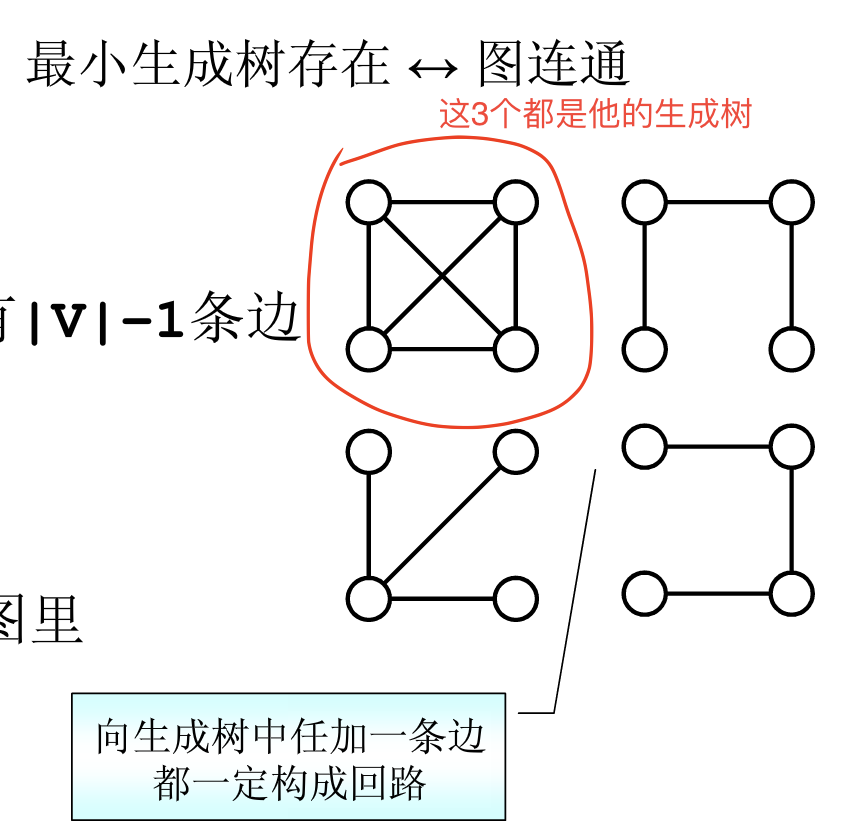 最小生成树存在 ↔ 图连通
这3个都是他的生成树
|V|-1条边
图里
向生成树中任加一条边
都一定构成回路